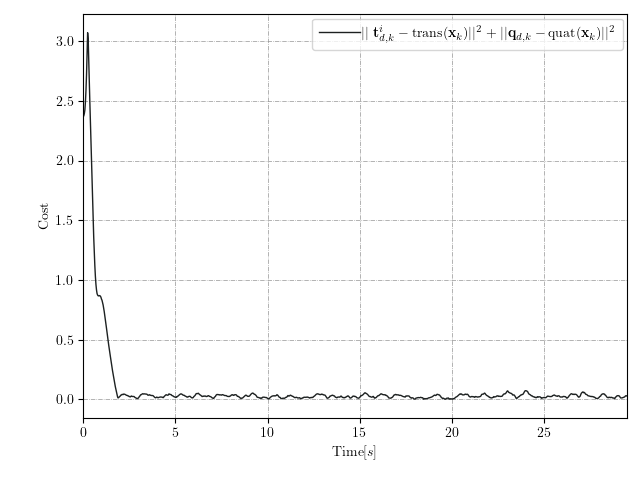 || t^i_{d,k} − trans(x_k)||² + ||q_{d,k} − quat(x_k)||²
3.0
2.5
2.0
1.5
1.0
0.5
0.0
Cost
0 5 10 15 20 25
Time[s]